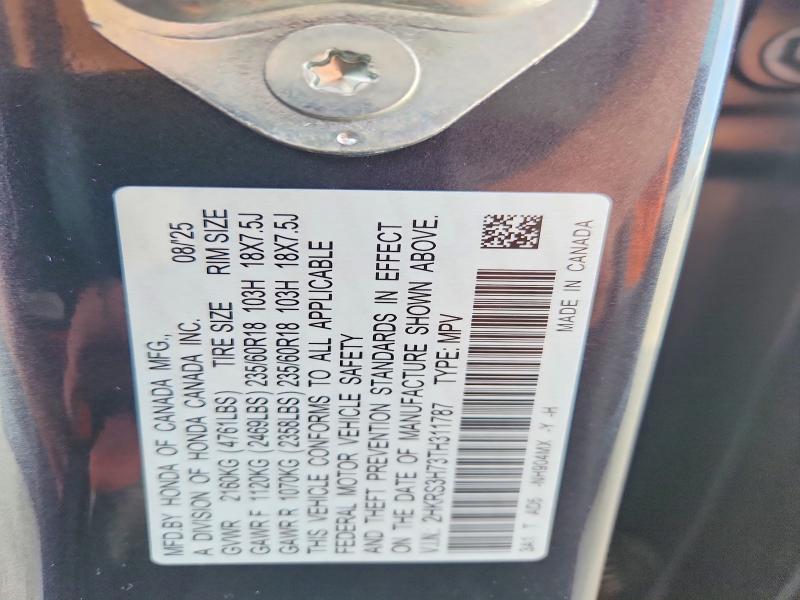 MFD.BY HONDA OF CANADA MFG., 08/'25
A DIVISION OF HONDA CANADA INC.
GVWR 2160KG (4761LBS) TIRE SIZE RIM SIZE
GAWR F 1120KG (2469LBS) 235/60R18 103H 18X7.5J
GAWR R 1070KG (2358LBS) 235/60R18 103H 18X7.5J
THIS VEHICLE CONFORMS TO ALL APPLICABLE
FEDERAL MOTOR VEHICLE SAFETY
AND THEFT PREVENTION STANDARDS IN EFFECT
ON THE DATE OF MANUFACTURE SHOWN ABOVE.
V.I.N.: 2HKRS3H73TH311787 TYPE: MPV
3A1 T AD6 -NH904MX -Y -H MADE IN CANADA